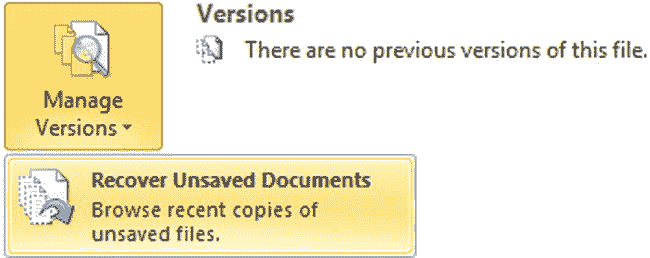 Versions
There are no previous versions of this file.
Manage
Versions
Recover Unsaved Documents
Browse recent copies of
unsaved files.